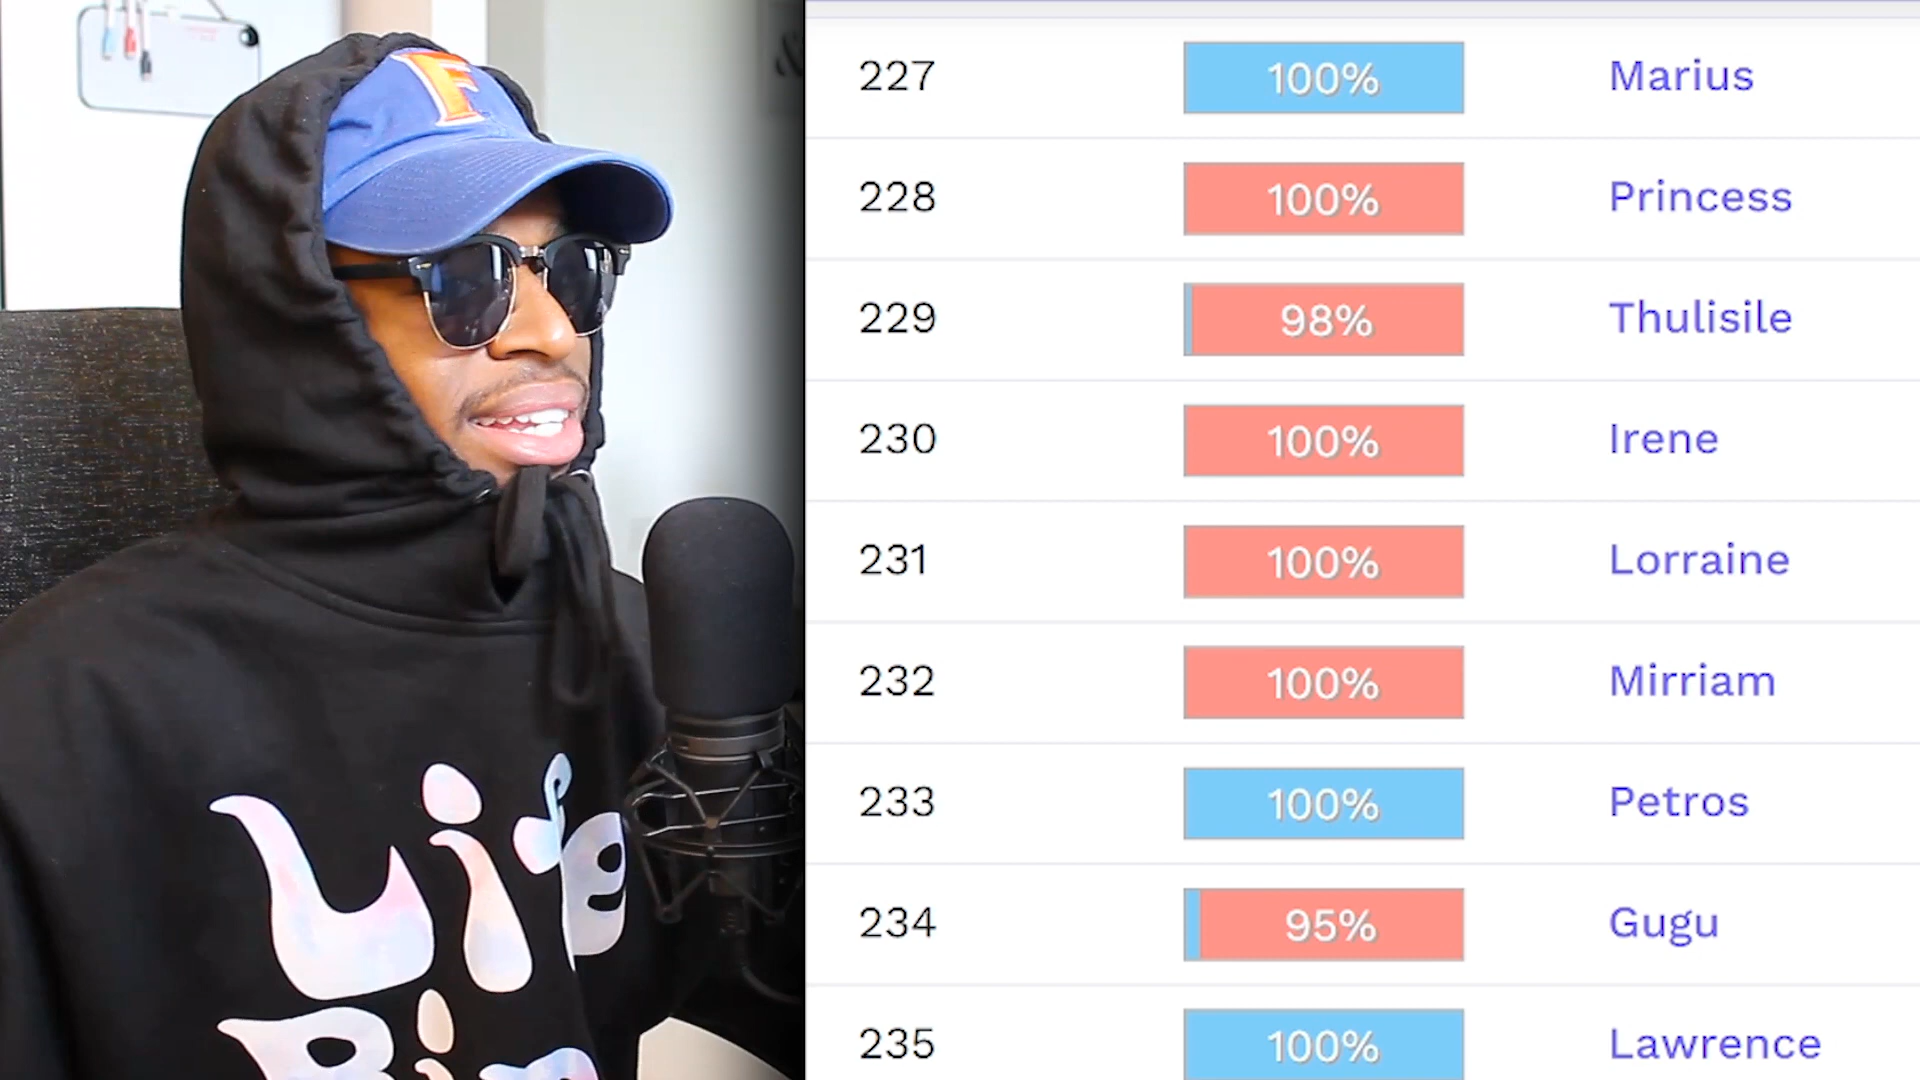 F
Life
&
227 100% Marius
228 100% Princess
229 98% Thulisile
230 100% Irene
231 100% Lorraine
232 100% Mirriam
233 100% Petros
234 95% Gugu
235 100% Lawrence